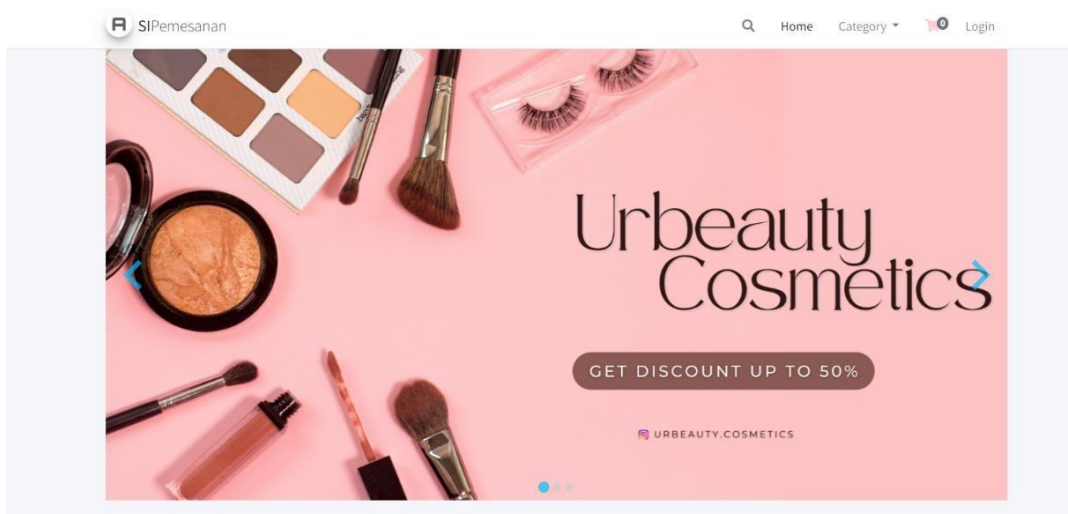 SIPemesanan
Home
Category
0
Login
Urbeauty
Cosmetics
GET DISCOUNT UP TO 50%
URBEAUTY.COSMETICS